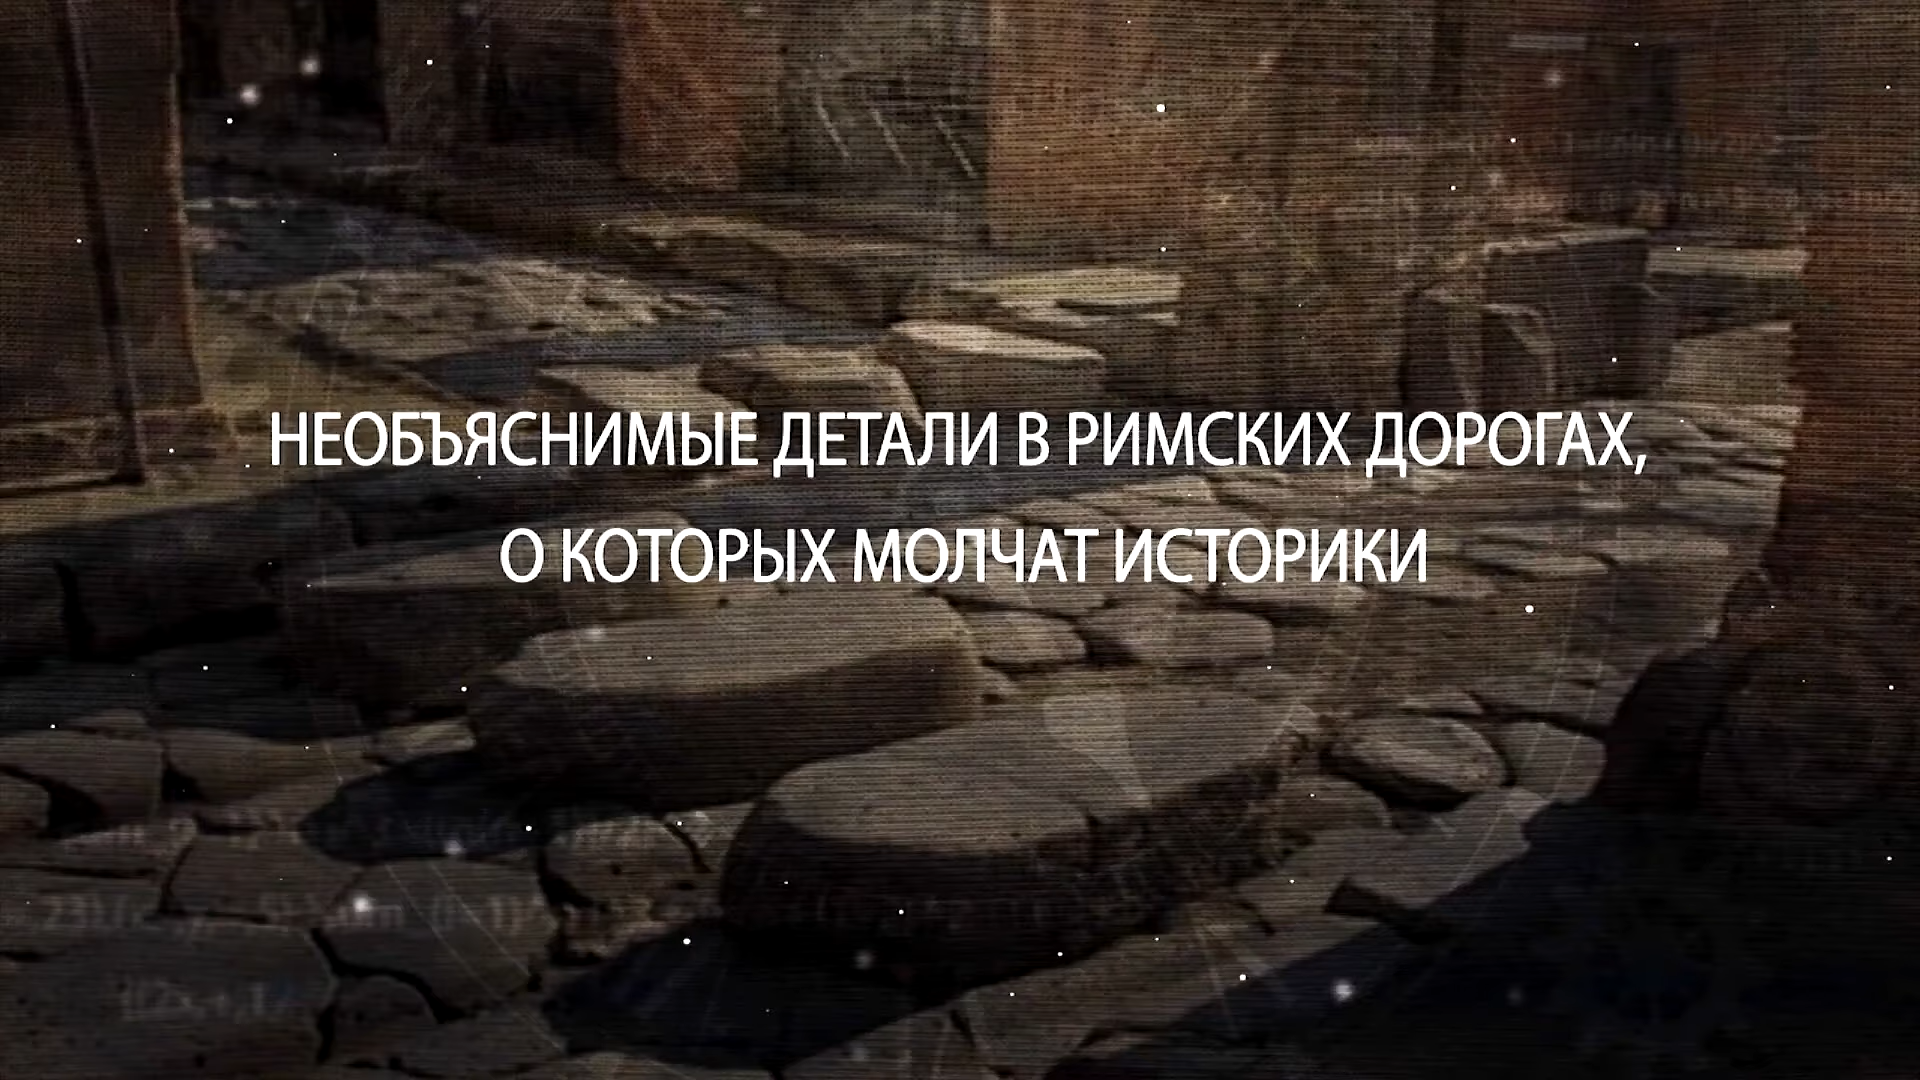 НЕОБЪЯСНИМЫЕ ДЕТАЛИ В РИМСКИХ ДОРОГАХ,
О КОТОРЫХ МОЛЧАТ ИСТОРИКИ